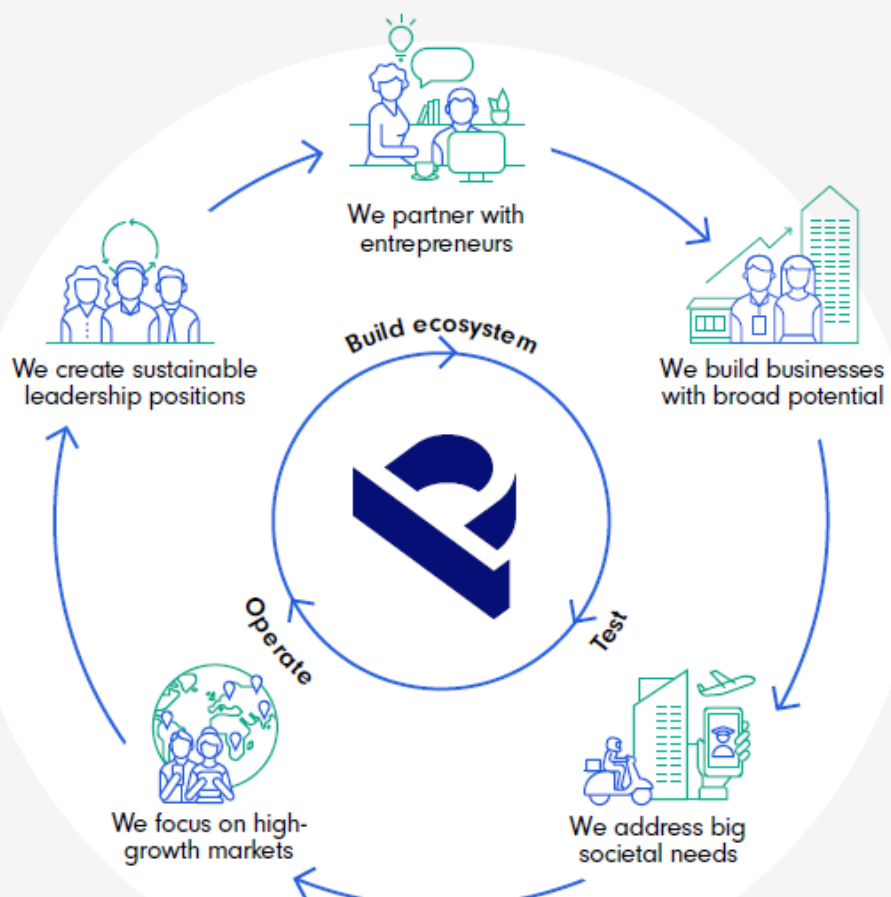 We partner with
entrepreneurs
We create sustainable
leadership positions
Build ecosystem
We build businesses
with broad potential
Operate
Test
We focus on high-
growth markets
We address big
societal needs